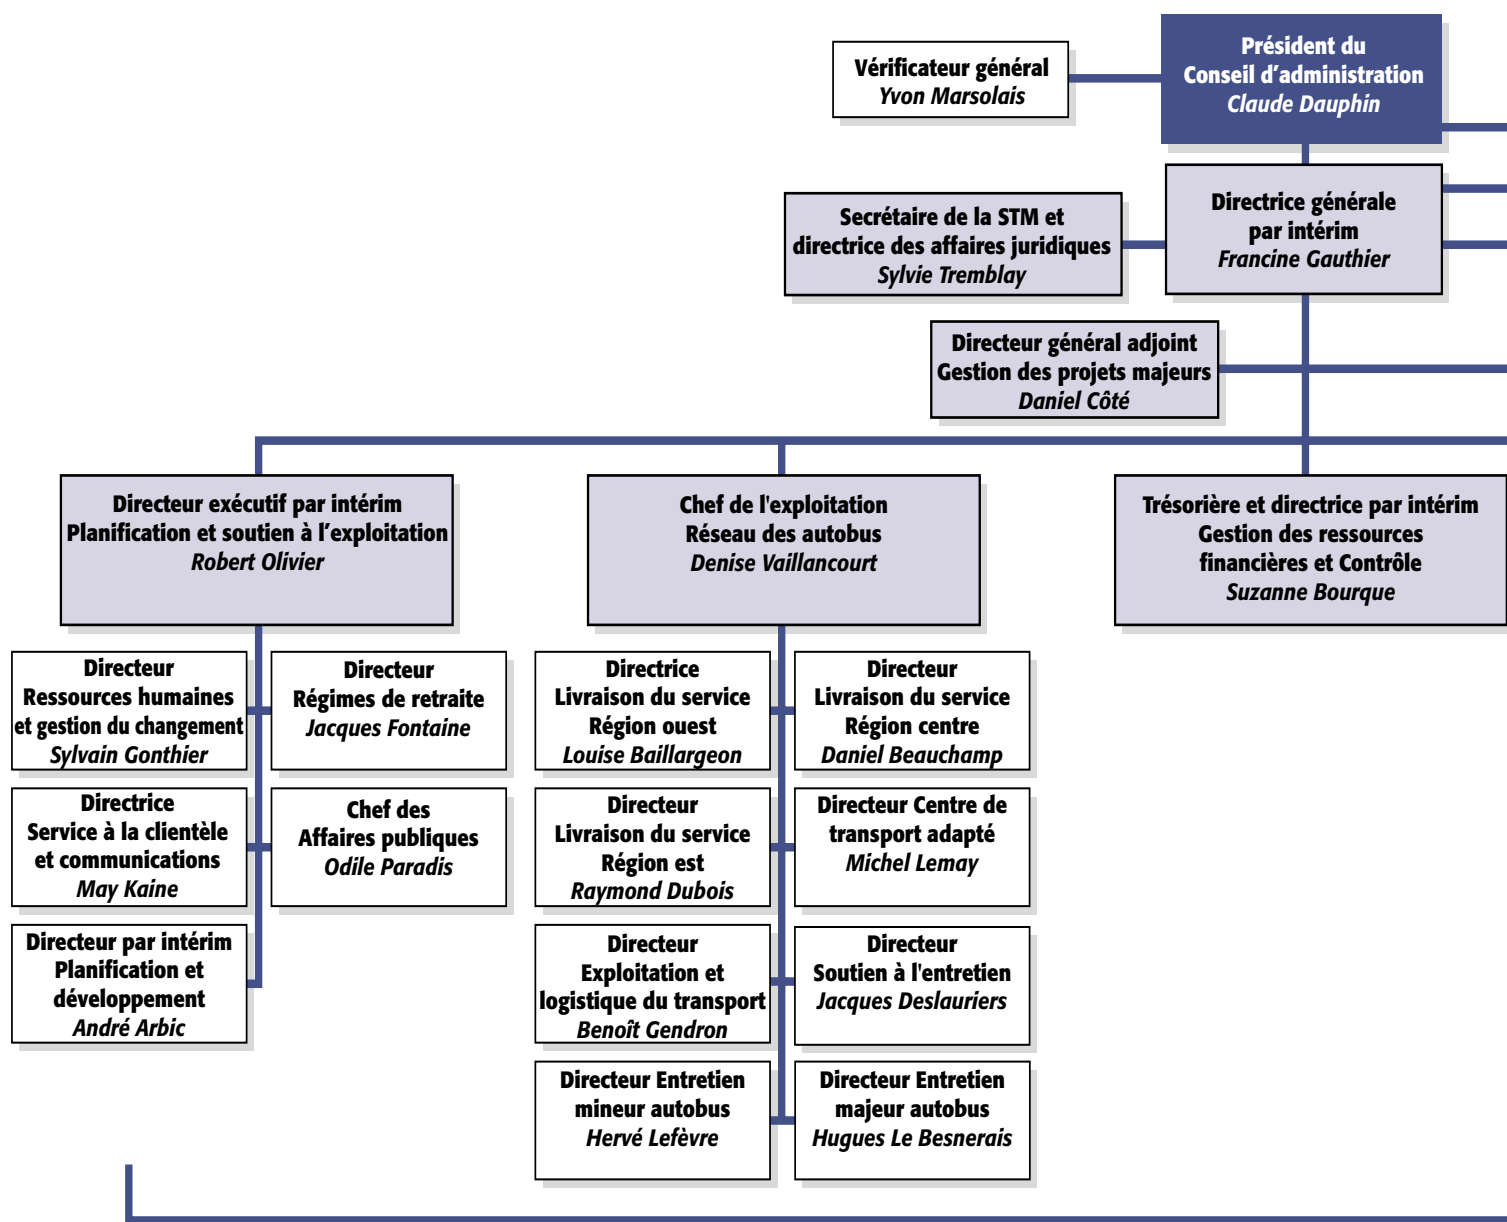 Président du
Conseil d’administration
Claude Dauphin
Vérificateur général
Yvon Marsolais
Directrice générale
par intérim
Francine Gauthier
Secrétaire de la STM et
directrice des affaires juridiques
Sylvie Tremblay
Directeur général adjoint
Gestion des projets majeurs
Daniel Côté
Directeur exécutif par intérim
Planification et soutien à l’exploitation
Robert Olivier
Chef de l'exploitation
Réseau des autobus
Denise Vaillancourt
Trésorière et directrice par intérim
Gestion des ressources
financières et Contrôle
Suzanne Bourque
Directeur
Ressources humaines
et gestion du changement
Sylvain Gonthier
Directeur
Régimes de retraite
Jacques Fontaine
Directrice
Service à la clientèle
et communications
May Kaine
Chef des
Affaires publiques
Odile Paradis
Directeur par intérim
Planification et
développement
André Arbic
Directrice
Livraison du service
Région ouest
Louise Baillargeon
Directeur
Livraison du service
Région centre
Daniel Beauchamp
Directeur
Livraison du service
Région est
Raymond Dubois
Directeur Centre de
transport adapté
Michel Lemay
Directeur
Exploitation et
logistique du transport
Benoît Gendron
Directeur
Soutien à l'entretien
Jacques Deslauriers
Directeur Entretien
mineur autobus
Hervé Lefèvre
Directeur Entretien
majeur autobus
Hugues Le Besnerais